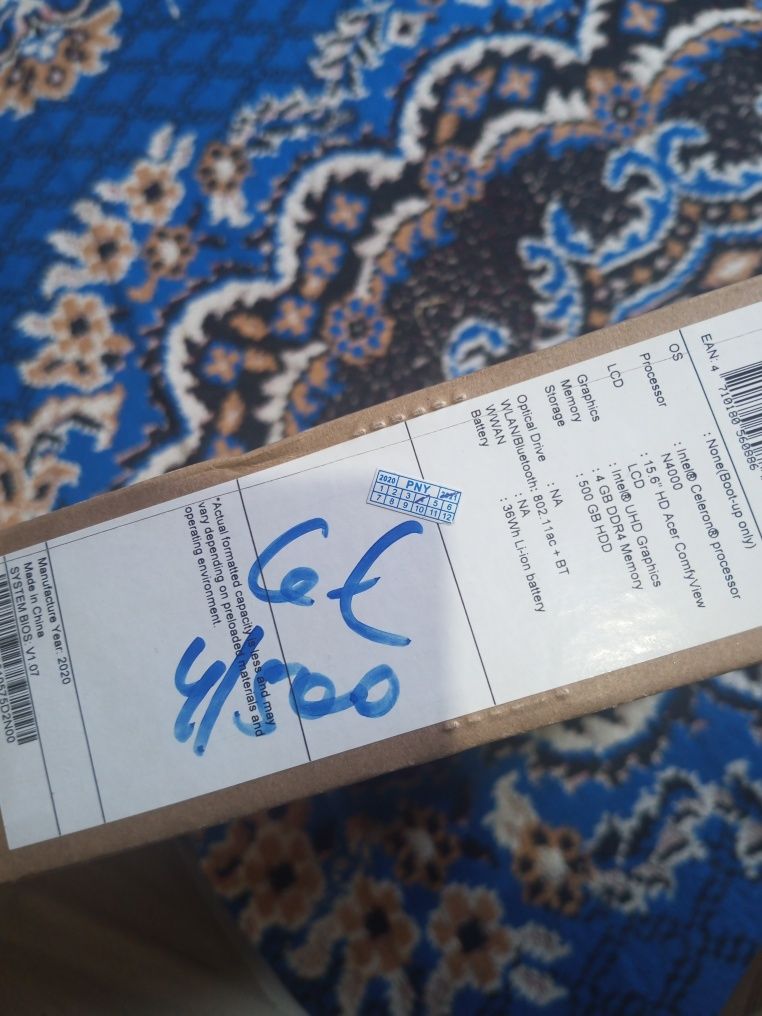 EAN: 4 710180 560886
OS : None(Boot-up only)
Processor : Intel® Celeron® processor
N4000
LCD : 15.6" HD Acer ComfyView
LCD
Graphics : Intel® UHD Graphics
Memory : 4 GB DDR4 Memory
Storage : 500 GB HDD
Optical Drive : NA
WLAN/Bluetooth: 802.11ac + BT
WWAN : NA
Battery : 36Wh Li-ion battery
2020 PNY 2021
1 2 3 5 6
7 8 9 10 11 12
4/500
*Actual formatted capacity is less and may
vary depending on preloaded materials and
operating environment.
Manufacture Year: 2020
Made in China
SYSTEM BIOS: V1.07